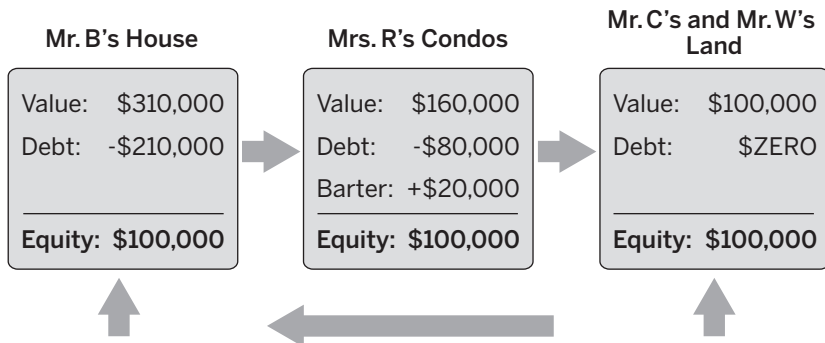 Mr. B's House
Value: $310,000
Debt: -$210,000
Equity: $100,000
Mrs. R's Condos
Value: $160,000
Debt: -$80,000
Barter: +$20,000
Equity: $100,000
Mr. C's and Mr. W's
Land
Value: $100,000
Debt: $ZERO
Equity: $100,000